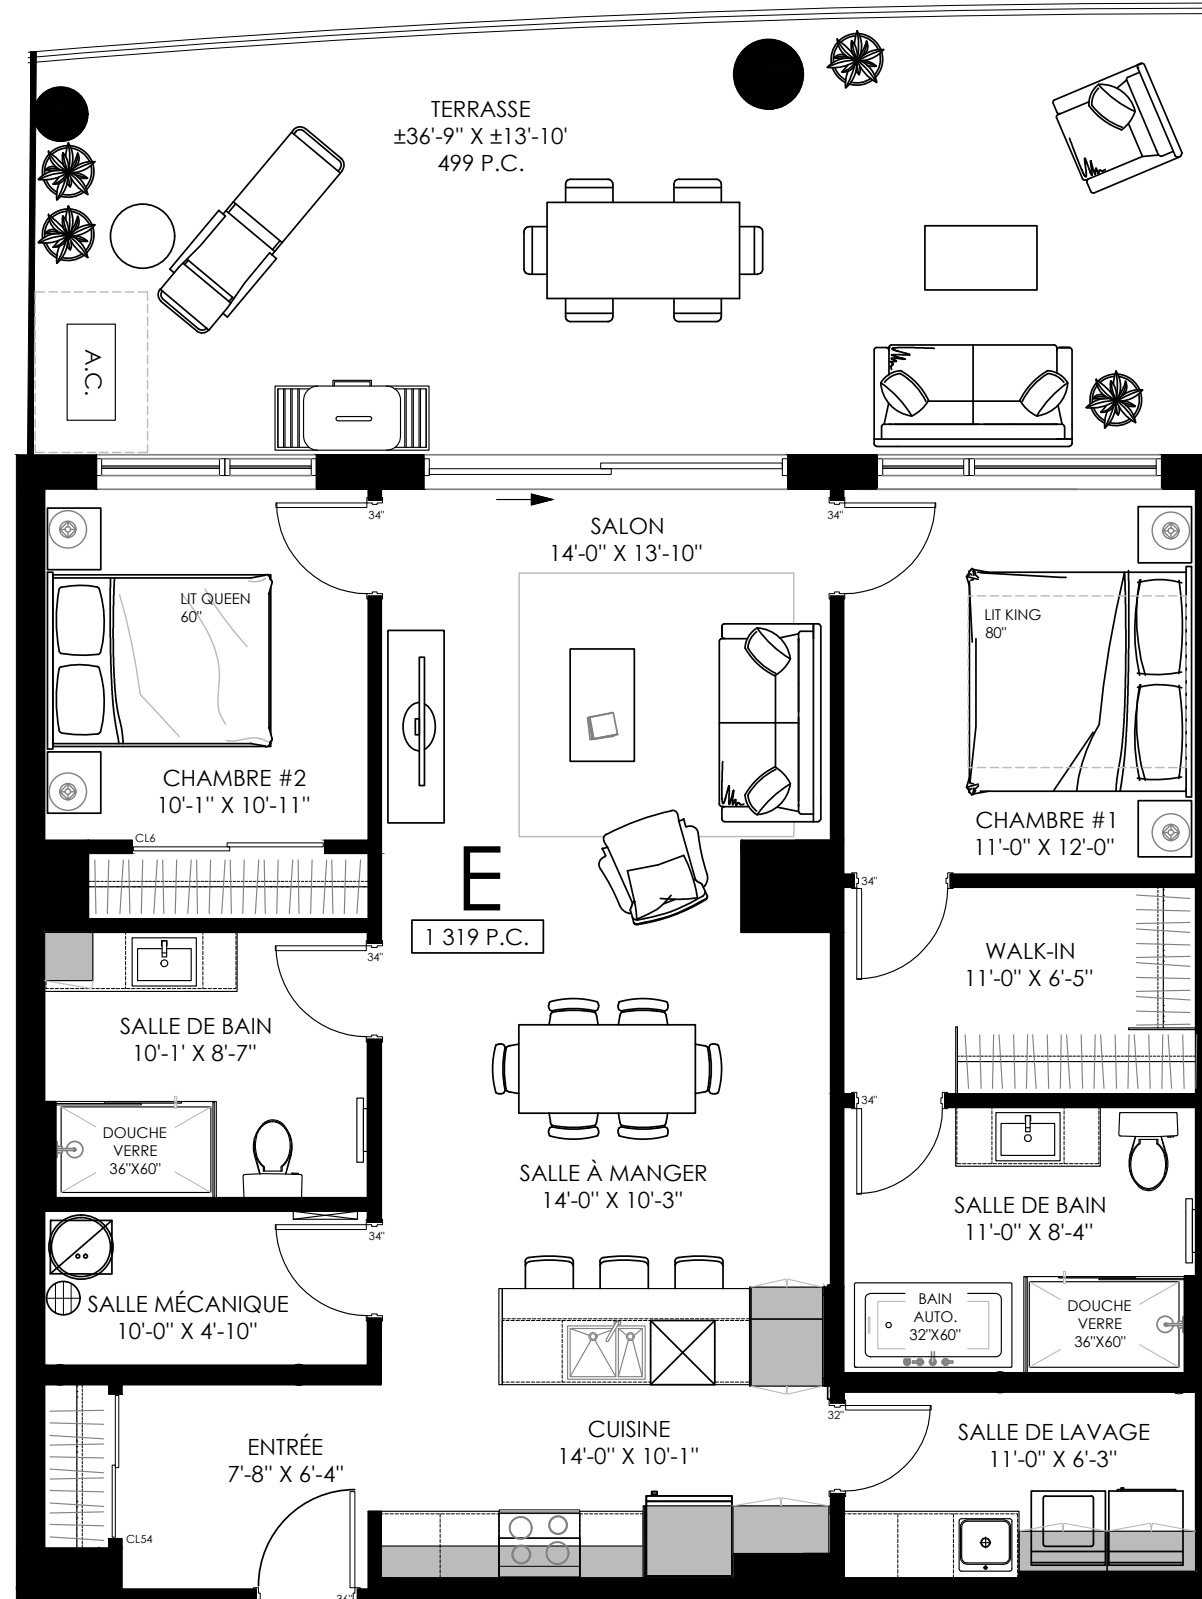 TERRASSE
±36'-9" X ±13'-10'
499 P.C.
A.C.
34"
SALON
14'-0" X 13'-10"
34"
LIT QUEEN
60"
LIT KING
80"
CHAMBRE #2
10'-1" X 10'-11"
CHAMBRE #1
11'-0" X 12'-0"
CL6
E
1 319 P.C.
34"
34"
WALK-IN
11'-0" X 6'-5"
SALLE DE BAIN
10'-1' X 8'-7"
34"
DOUCHE
VERRE
36"X60"
SALLE À MANGER
14'-0" X 10'-3"
SALLE DE BAIN
11'-0" X 8'-4"
34"
SALLE MÉCANIQUE
10'-0" X 4'-10"
BAIN
AUTO.
32"X60"
DOUCHE
VERRE
36"X60"
32"
ENTRÉE
7'-8" X 6'-4"
CUISINE
14'-0" X 10'-1"
SALLE DE LAVAGE
11'-0" X 6'-3"
CL54
36"